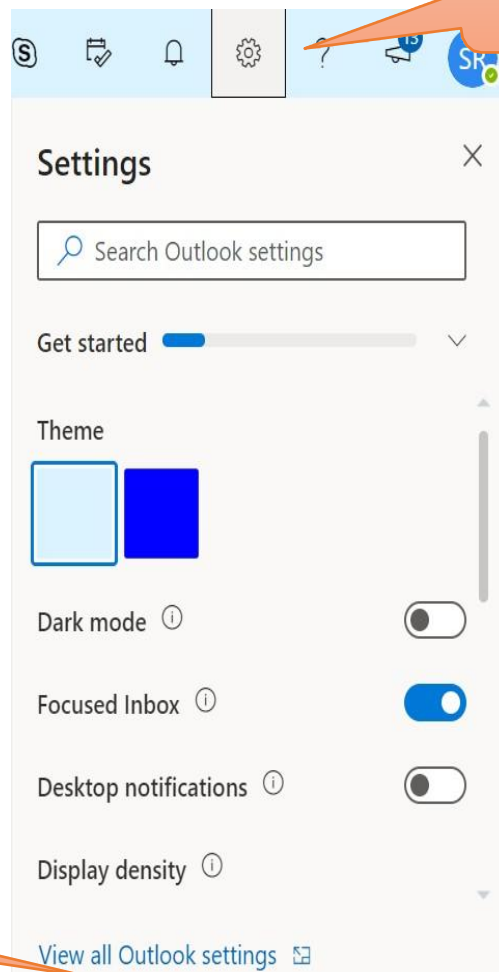 S
?
13
SR
Settings
Search Outlook settings
Get started
Theme
Dark mode
Focused Inbox
Desktop notifications
Display density
View all Outlook settings